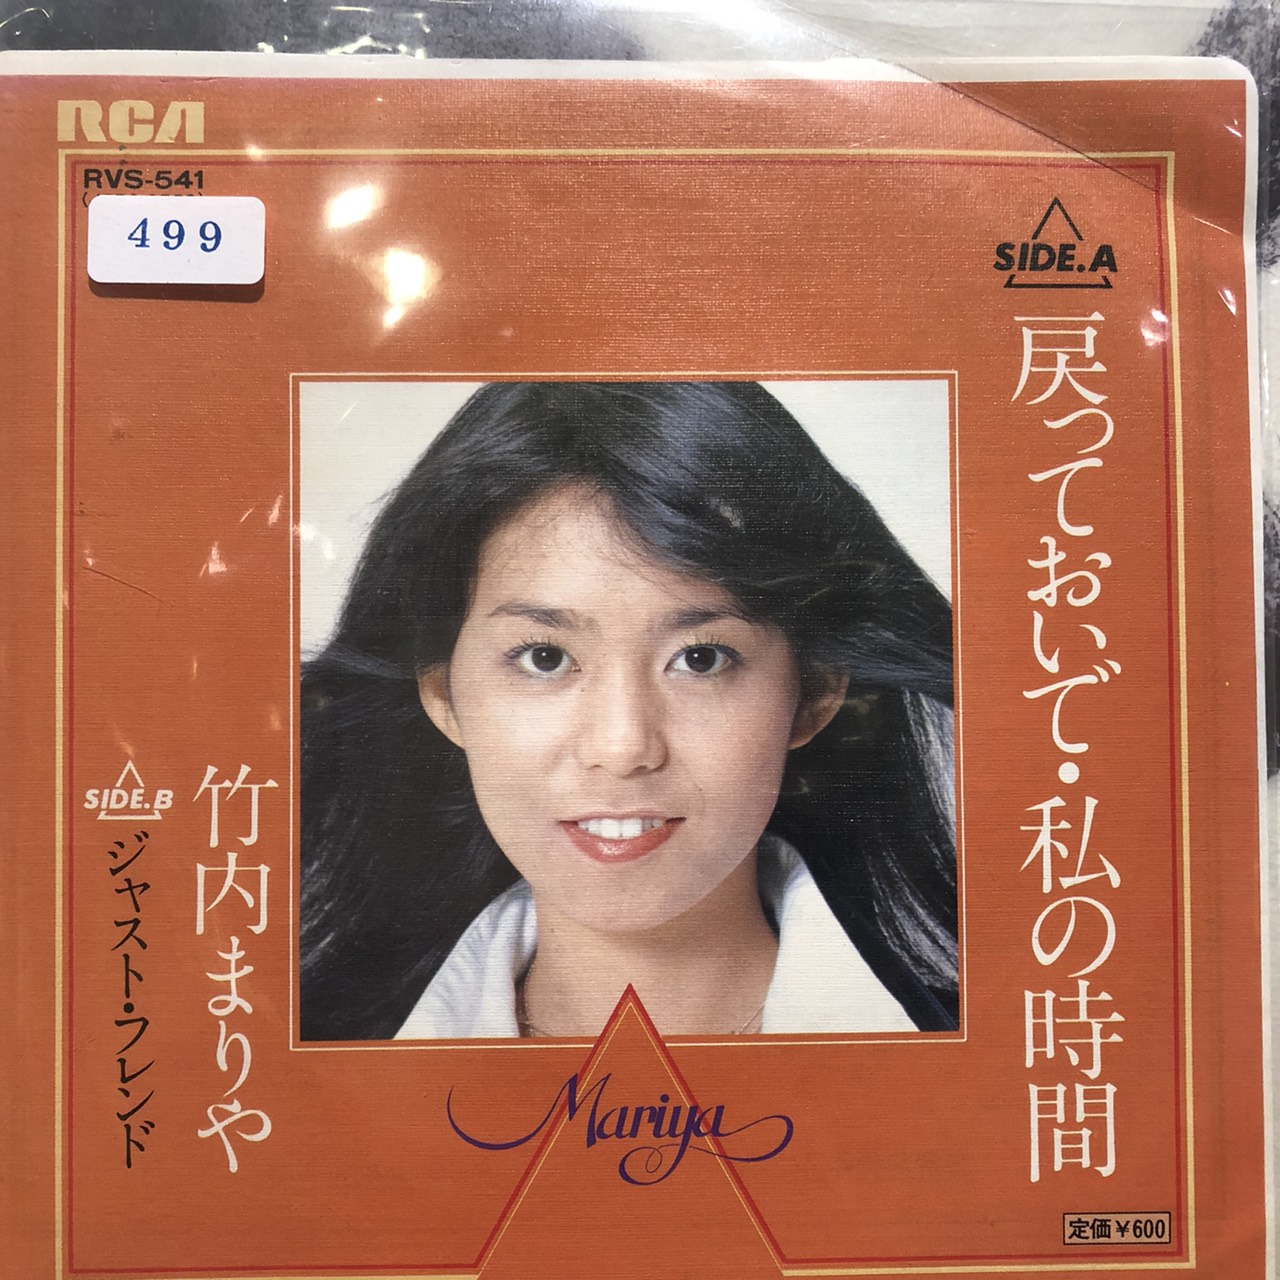 RCA
RVS-541
499
SIDE.A
戻っておいで・私の時間
竹内まりや
SIDE.B
ジャスト・フレンド
Mariya
定価¥600